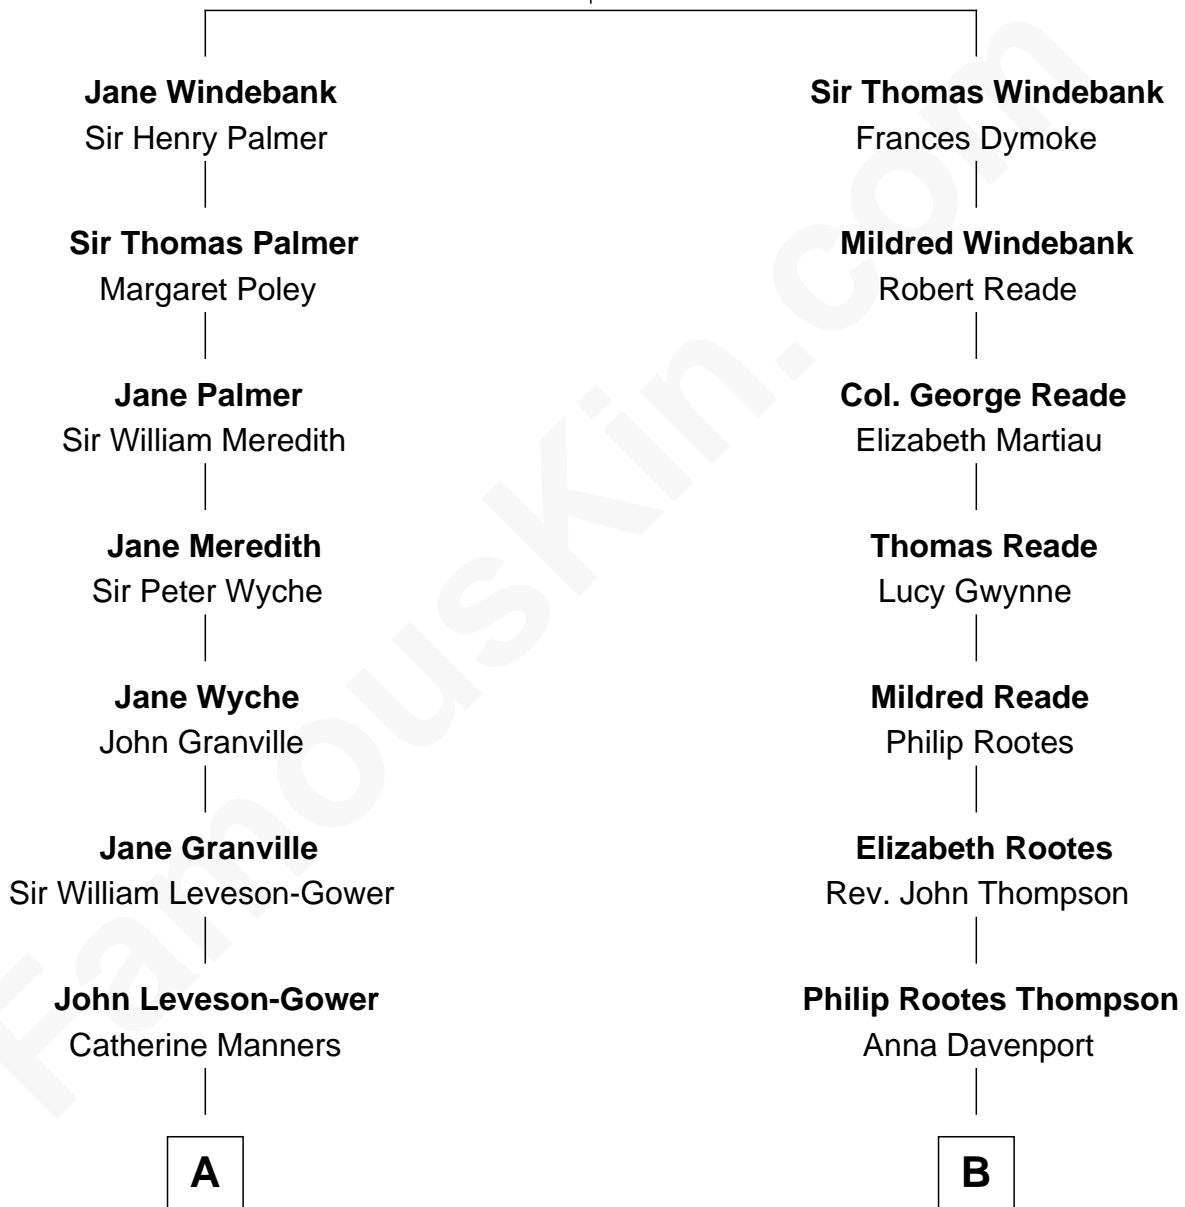 Jane Windebank
Sir Henry Palmer
Sir Thomas Palmer
Margaret Poley
Jane Palmer
Sir William Meredith
Jane Meredith
Sir Peter Wyche
Jane Wyche
John Granville
Jane Granville
Sir William Leveson-Gower
John Leveson-Gower
Catherine Manners
A
Sir Thomas Windebank
Frances Dymoke
Mildred Windebank
Robert Reade
Col. George Reade
Elizabeth Martiau
Thomas Reade
Lucy Gwynne
Mildred Reade
Philip Rootes
Elizabeth Rootes
Rev. John Thompson
Philip Rootes Thompson
Anna Davenport
B
FamousKin.com